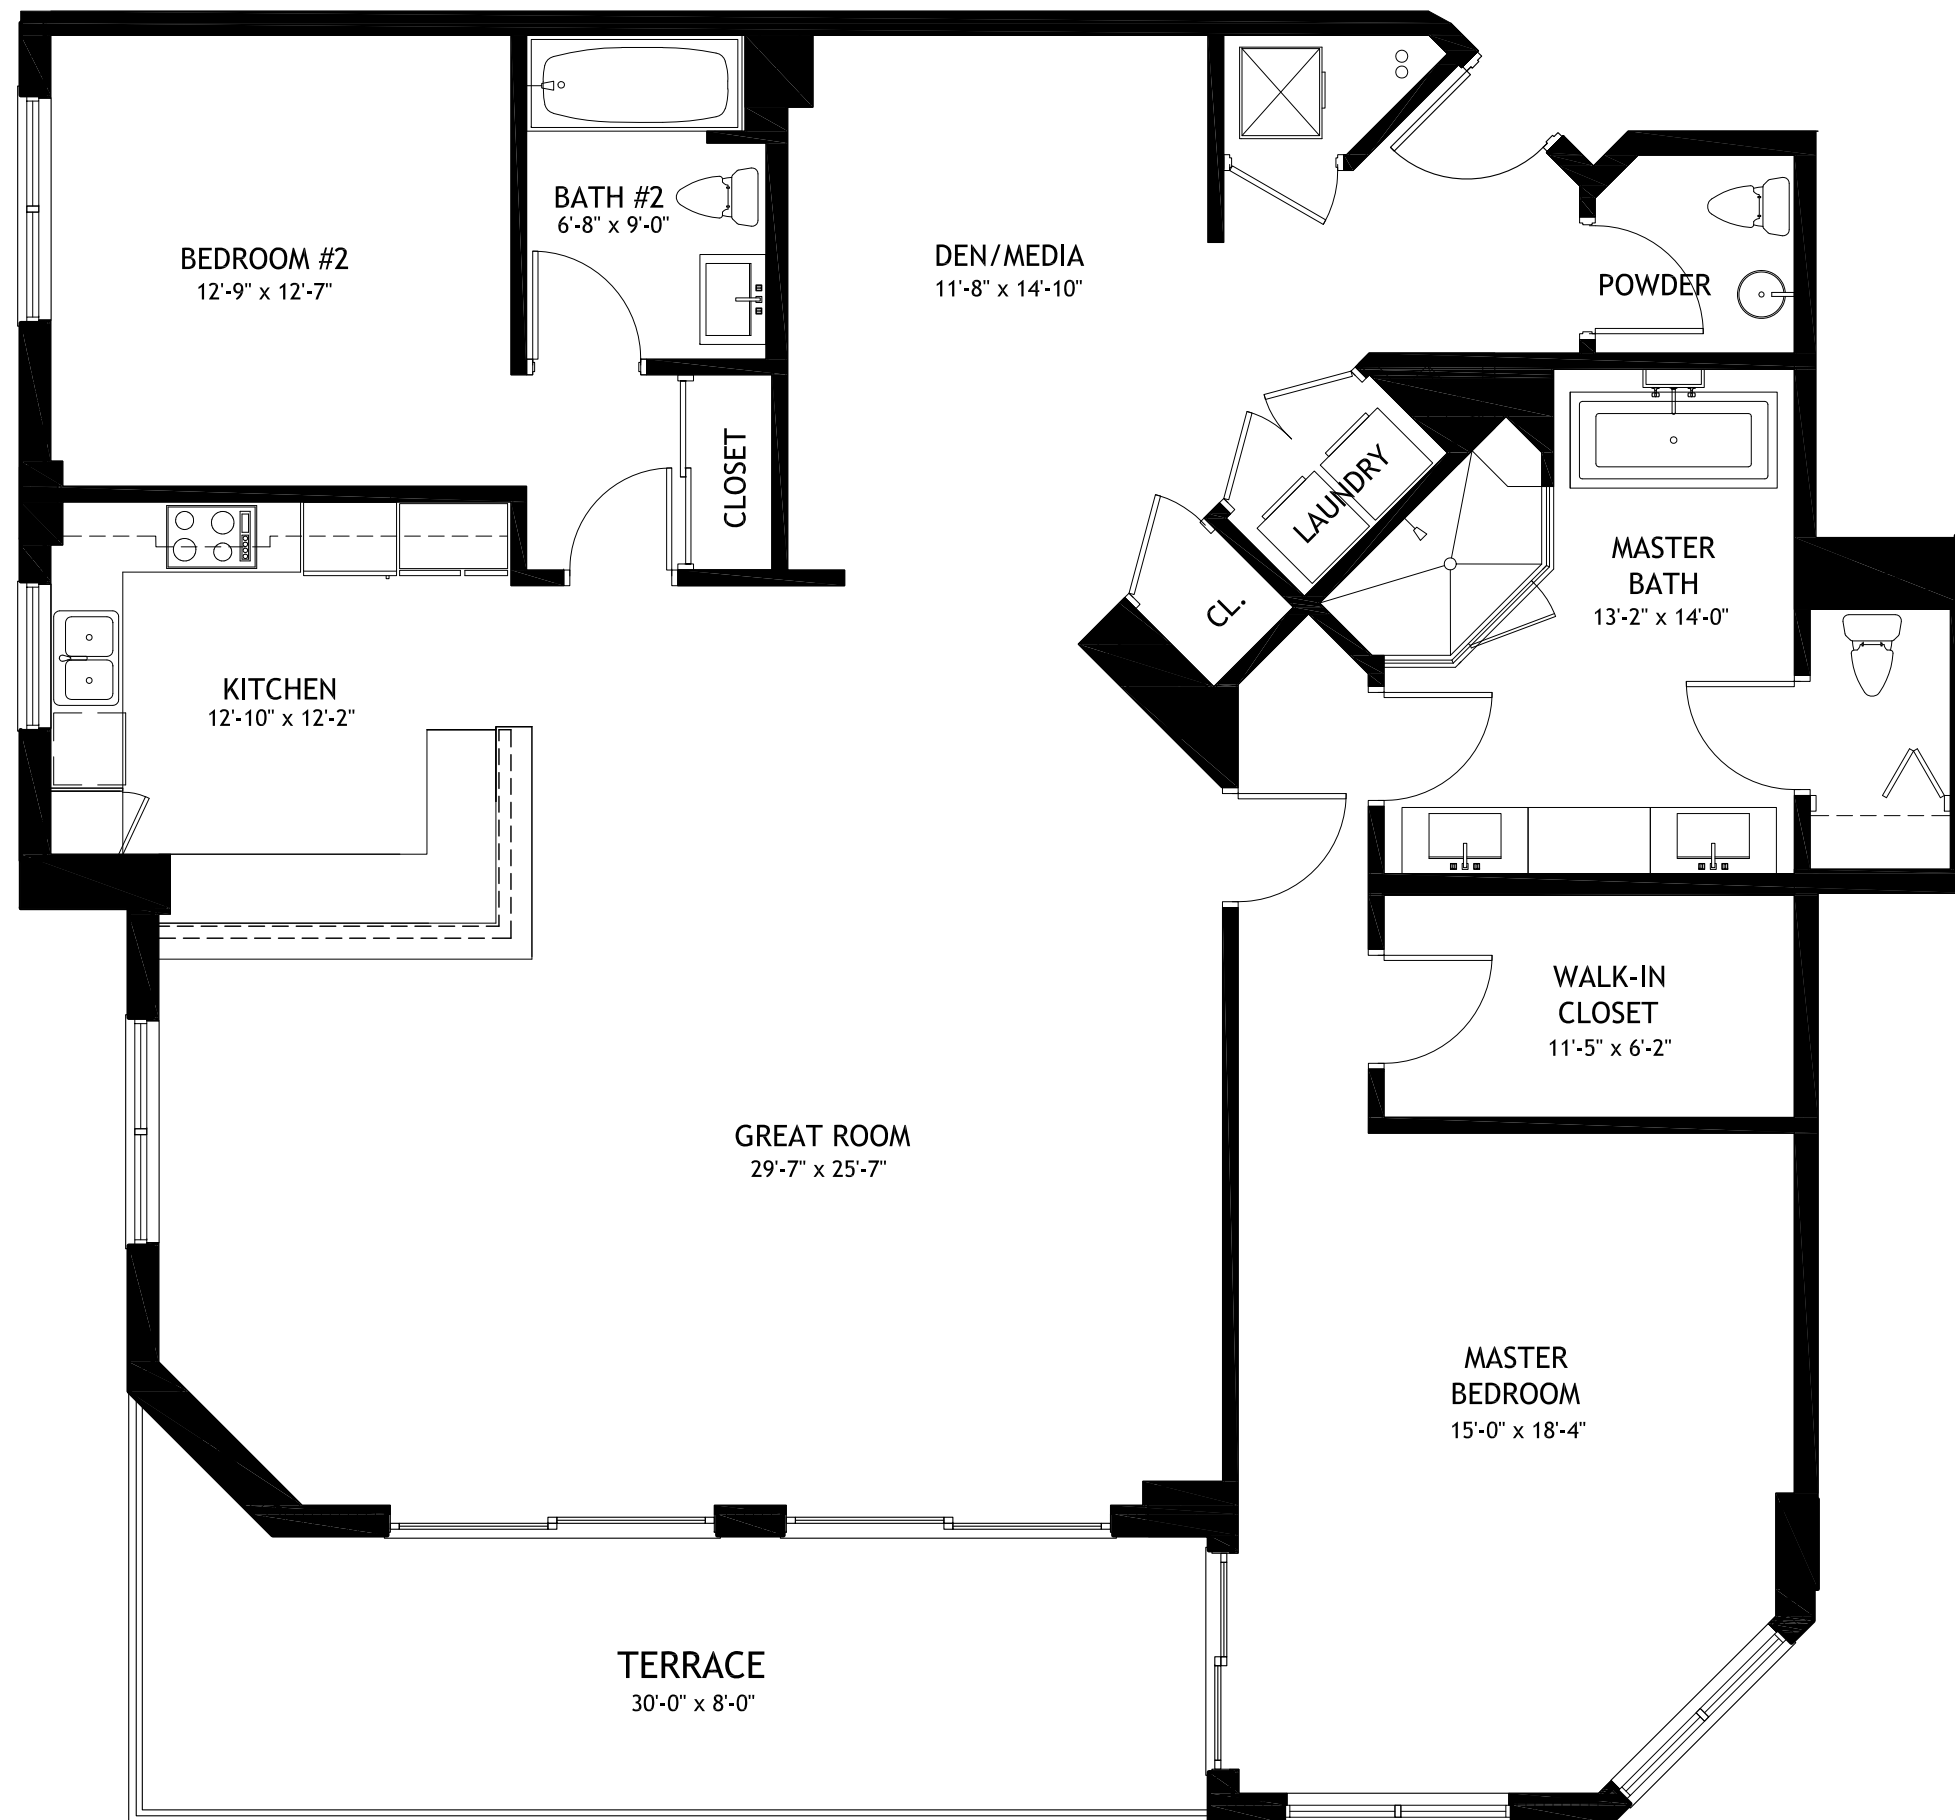 BATH #2
6'-8" x 9'-0"
BEDROOM #2
12'-9" x 12'-7"
DEN/MEDIA
11'-8" x 14'-10"
POWDER
CLOSET
LAUNDRY
CL.
MASTER
BATH
13'-2" x 14'-0"
KITCHEN
12'-10" x 12'-2"
WALK-IN
CLOSET
11'-5" x 6'-2"
GREAT ROOM
29'-7" x 25'-7"
MASTER
BEDROOM
15'-0" x 18'-4"
TERRACE
30'-0" x 8'-0"